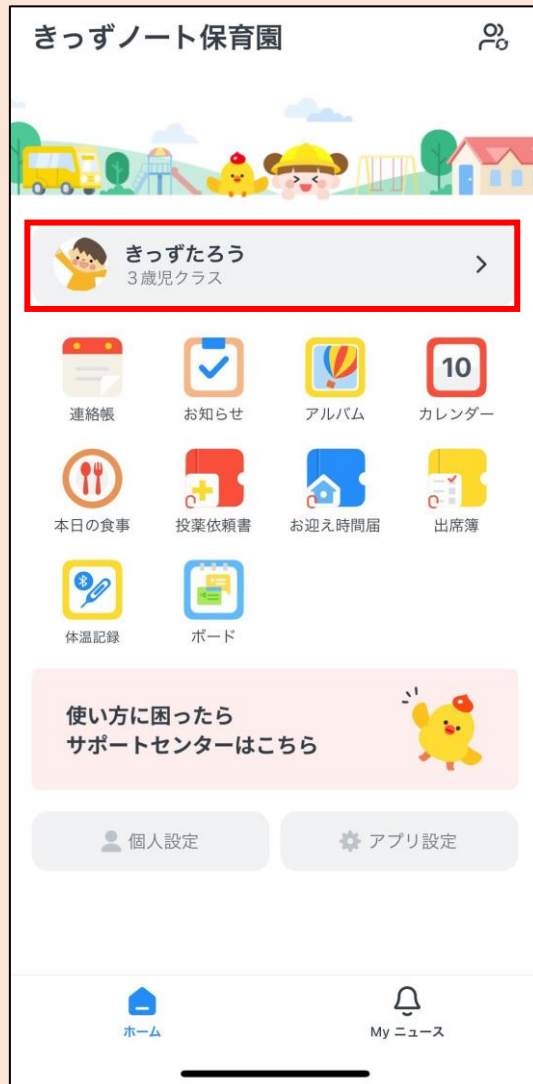 きっずノート保育園
きっずたろう
3歳児クラス
連絡帳
お知らせ
アルバム
10
カレンダー
本日の食事
投薬依頼書
お迎え時間届
出席簿
体温記録
ボード
使い方に困ったら
サポートセンターはこちら
個人設定
アプリ設定
ホーム
My ニュース